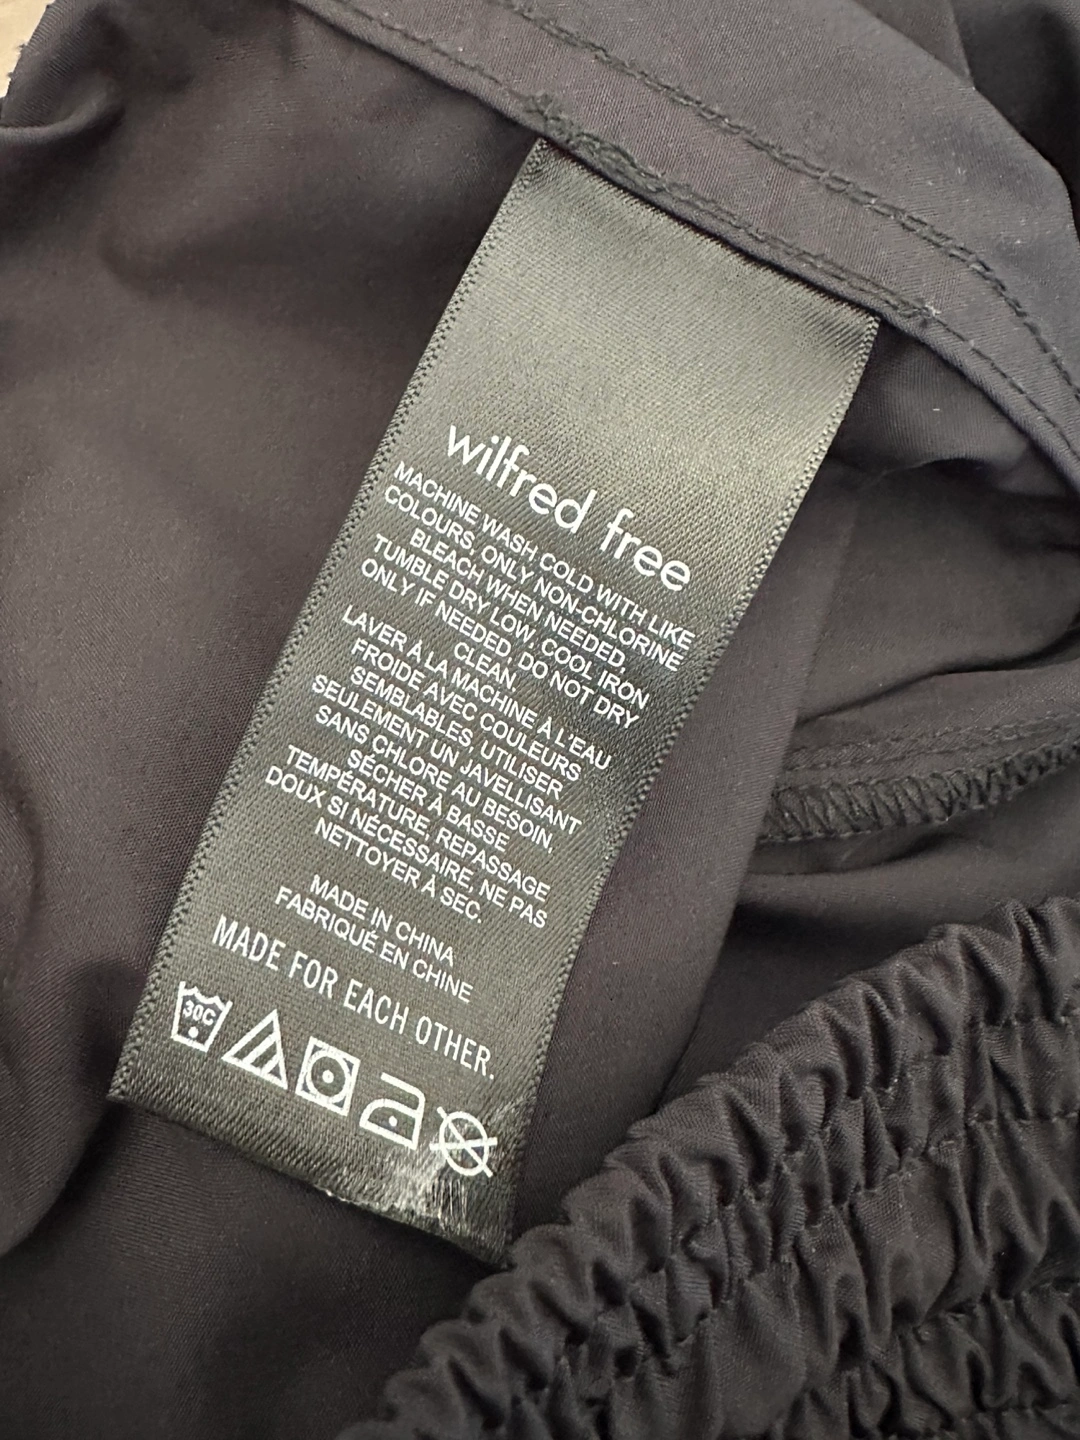 wilfred free
MACHINE WASH COLD WITH LIKE
COLOURS, ONLY NON-CHLORINE
BLEACH WHEN NEEDED,
TUMBLE DRY LOW, COOL IRON
ONLY IF NEEDED, DO NOT DRY
CLEAN.
LAVER À LA MACHINE À L'EAU
FROIDE AVEC COULEURS
SEMBLABLES, UTILISER
SEULEMENT UN JAVELLISANT
SANS CHLORE AU BESOIN,
SÉCHER À BASSE
TEMPÉRATURE, REPASSAGE
DOUX SI NÉCESSAIRE, NE PAS
NETTOYER À SEC.
MADE IN CHINA
FABRIQUÉ EN CHINE
MADE FOR EACH OTHER.
30C